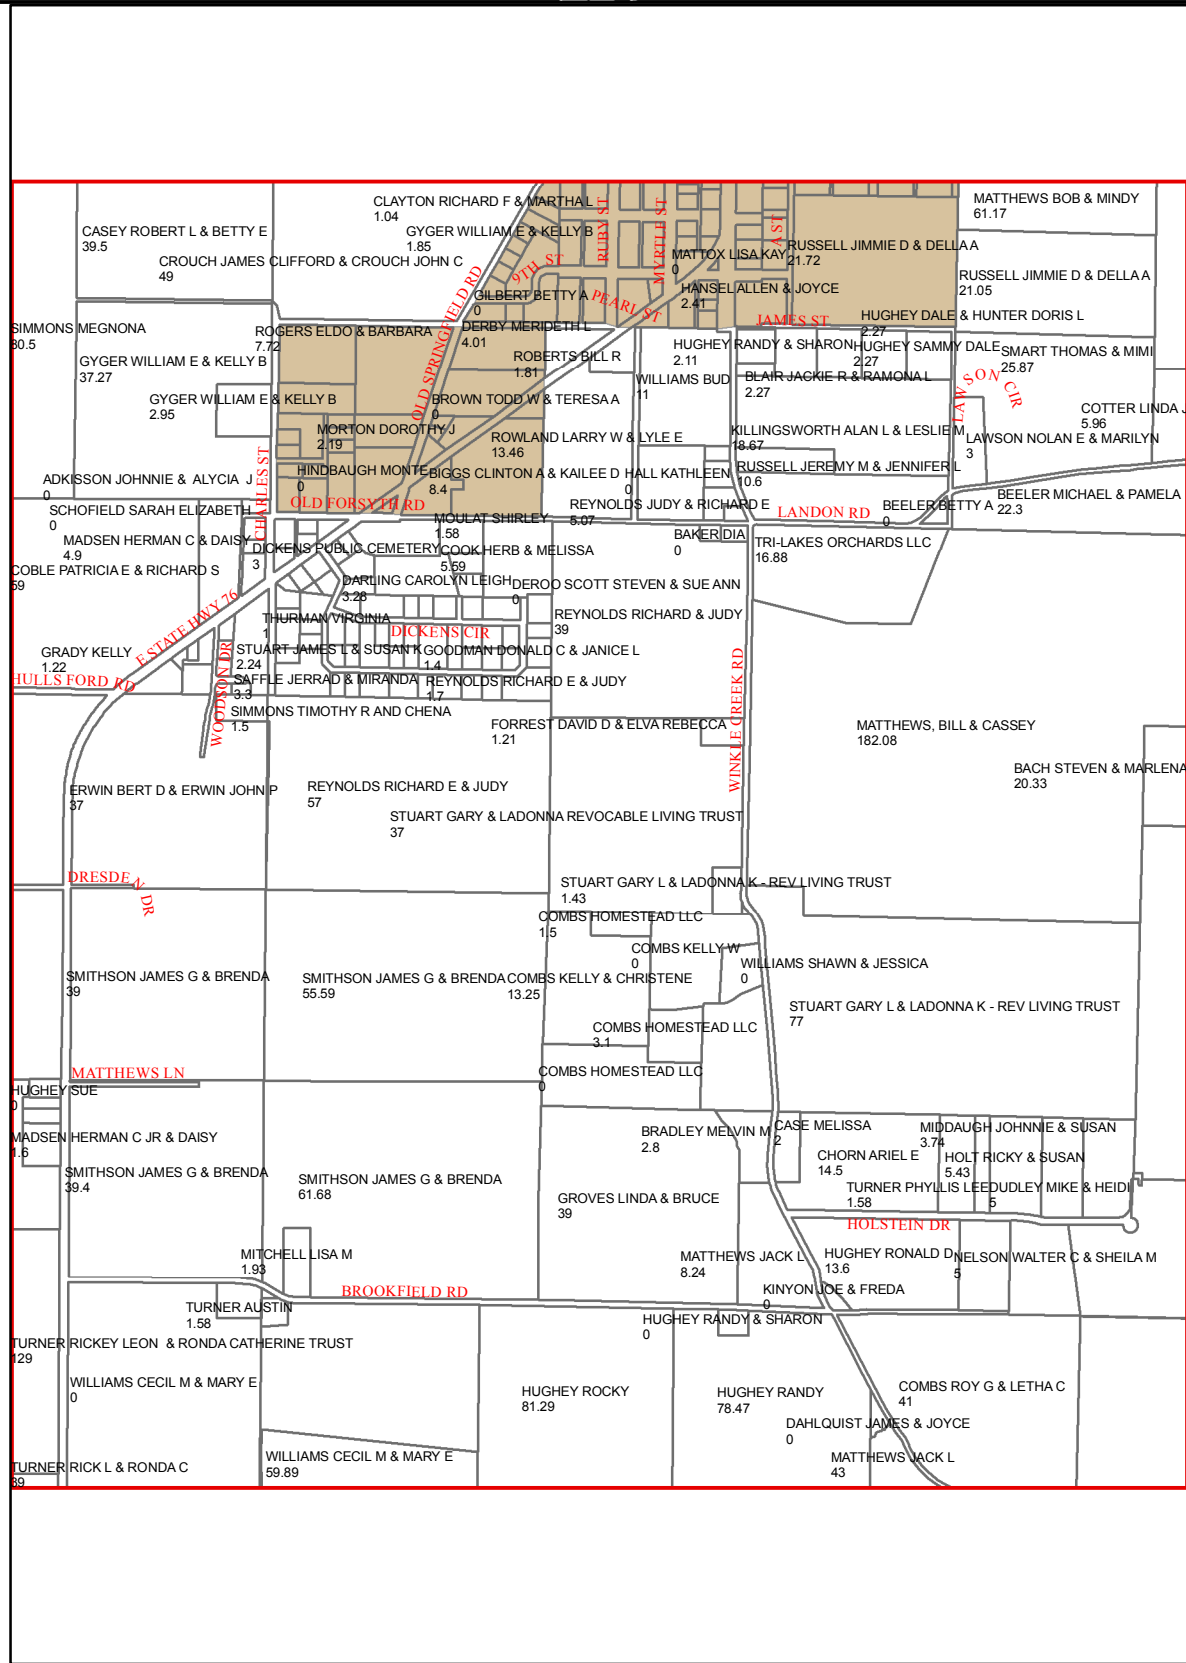 CLAYTON RICHARD F & MARTHA L
1.04
MATTHEWS BOB & MINDY
61.17
CASEY ROBERT L & BETTY E
39.5
GYGER WILLIAM E & KELLY B
1.85
RUBY ST
MYRTLE ST
A ST
RUSSELL JIMMIE D & DELLA A
21.72
CROUCH JAMES CLIFFORD & CROUCH JOHN C
49
9TH ST
MATTOX LISA KAY
0
RUSSELL JIMMIE D & DELLA A
21.05
GILBERT BETTY A
0
PEARL ST
HANSEL ALLEN & JOYCE
2.41
OLD SPRINGFIELD RD
JAMES ST
HUGHEY DALE & HUNTER DORIS L
2.27
SIMMONS MEGNONA
80.5
ROGERS ELDO & BARBARA
7.72
DERBY MERIDETH L
4.01
HUGHEY RANDY & SHARON
2.11
HUGHEY SAMMY DALE
2.27
SMART THOMAS & MIMI
25.87
GYGER WILLIAM E & KELLY B
37.27
ROBERTS BILL R
1.81
WILLIAMS BUD
11
BLAIR JACKIE R & RAMONA L
2.27
LAWSON CIR
GYGER WILLIAM E & KELLY B
2.95
BROWN TODD W & TERESA A
0
COTTER LINDA J
5.96
MORTON DOROTHY J
2.19
ROWLAND LARRY W & LYLE E
13.46
KILLINGSWORTH ALAN L & LESLIE M
18.67
LAWSON NOLAN E & MARILYN
3
CHARLES ST
HINDBAUGH MONTE
0
BIGGS CLINTON A & KAILEE D
8.4
HALL KATHLEEN
0
RUSSELL JEREMY M & JENNIFER L
10.6
ADKISSON JOHNNIE & ALYCIA J
0
OLD FORSYTH RD
REYNOLDS JUDY & RICHARD E
5.07
LANDON RD
BEELER BETTY A
0
BEELER MICHAEL & PAMELA
22.3
SCHOFIELD SARAH ELIZABETH
0
MOULAT SHIRLEY
1.58
BAKER DIA
0
TRI-LAKES ORCHARDS LLC
16.88
MADSEN HERMAN C & DAISY
4.9
DICKENS PUBLIC CEMETERY
3
COOK HERB & MELISSA
5.59
COBLE PATRICIA E & RICHARD S
59
DARLING CAROLYN LEIGH
3.28
DEROO SCOTT STEVEN & SUE ANN
0
ESTATE HWY 76
THURMAN VIRGINIA
1
REYNOLDS RICHARD & JUDY
39
DICKENS CIR
GRADY KELLY
1.22
WOODSON DR
STUART JAMES L & SUSAN K
2.24
GOODMAN DONALD C & JANICE L
1.4
HULLS FORD RD
SAFFLE JERRAD & MIRANDA
3.3
REYNOLDS RICHARD E & JUDY
1.7
WINKLE CREEK RD
SIMMONS TIMOTHY R AND CHENA
1.5
FORREST DAVID D & ELVA REBECCA
1.21
MATTHEWS, BILL & CASSEY
182.08
BACH STEVEN & MARLENA
20.33
ERWIN BERT D & ERWIN JOHN P
37
REYNOLDS RICHARD E & JUDY
57
STUART GARY & LADONNA REVOCABLE LIVING TRUST
37
DRESDEN DR
STUART GARY L & LADONNA K - REV LIVING TRUST
1.43
COMBS HOMESTEAD LLC
1.5
COMBS KELLY W
0
WILLIAMS SHAWN & JESSICA
0
SMITHSON JAMES G & BRENDA
39
SMITHSON JAMES G & BRENDA
55.59
COMBS KELLY & CHRISTENE
13.25
STUART GARY L & LADONNA K - REV LIVING TRUST
77
COMBS HOMESTEAD LLC
3.1
MATTHEWS LN
COMBS HOMESTEAD LLC
0
HUGHEY SUE
0
MADSEN HERMAN C JR & DAISY
1.6
BRADLEY MELVIN M
2.8
CASE MELISSA
2
MIDDAUGH JOHNNIE & SUSAN
3.74
CHORN ARIEL E
14.5
HOLT RICKY & SUSAN
5.43
SMITHSON JAMES G & BRENDA
39.4
SMITHSON JAMES G & BRENDA
61.68
TURNER PHYLLIS LEE
1.58
DUDLEY MIKE & HEIDI
5
GROVES LINDA & BRUCE
39
HOLSTEIN DR
MITCHELL LISA M
1.93
MATTHEWS JACK L
8.24
HUGHEY RONALD D
13.6
NELSON WALTER C & SHEILA M
5
BROOKFIELD RD
KINYON JOE & FREDA
0
TURNER AUSTIN
1.58
HUGHEY RANDY & SHARON
0
TURNER RICKEY LEON & RONDA CATHERINE TRUST
129
WILLIAMS CECIL M & MARY E
0
HUGHEY ROCKY
81.29
HUGHEY RANDY
78.47
COMBS ROY G & LETHA C
41
DAHLQUIST JAMES & JOYCE
0
WILLIAMS CECIL M & MARY E
59.89
MATTHEWS JACK L
43
TURNER RICK L & RONDA C
39